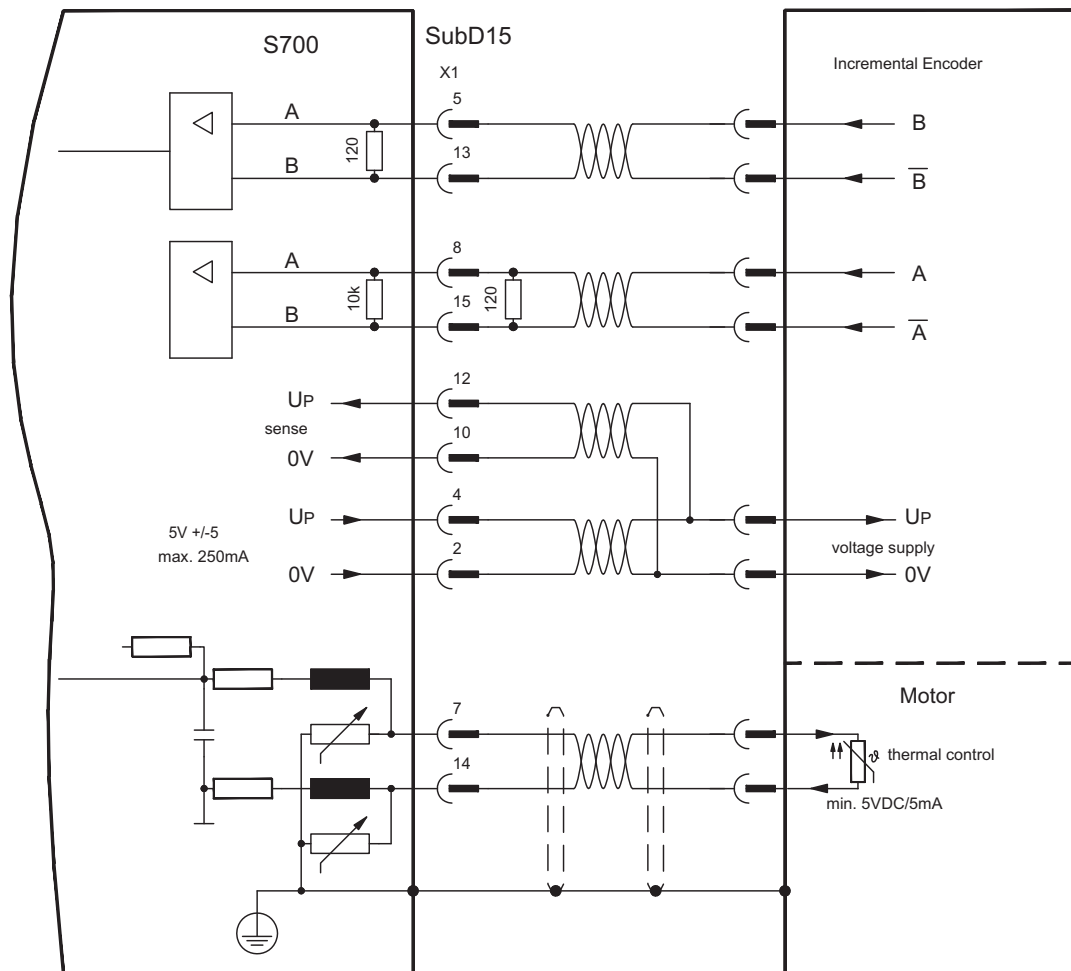 S700
SubD15
X1
Incremental Encoder
A
5
B
120
B
13
B̅
A
8
A
10k
120
B
15
A̅
UP
12
sense
0V
10
UP
4
UP
5V +/-5
max. 250mA
voltage supply
0V
2
0V
Motor
7
ϑ thermal control
14
min. 5VDC/5mA